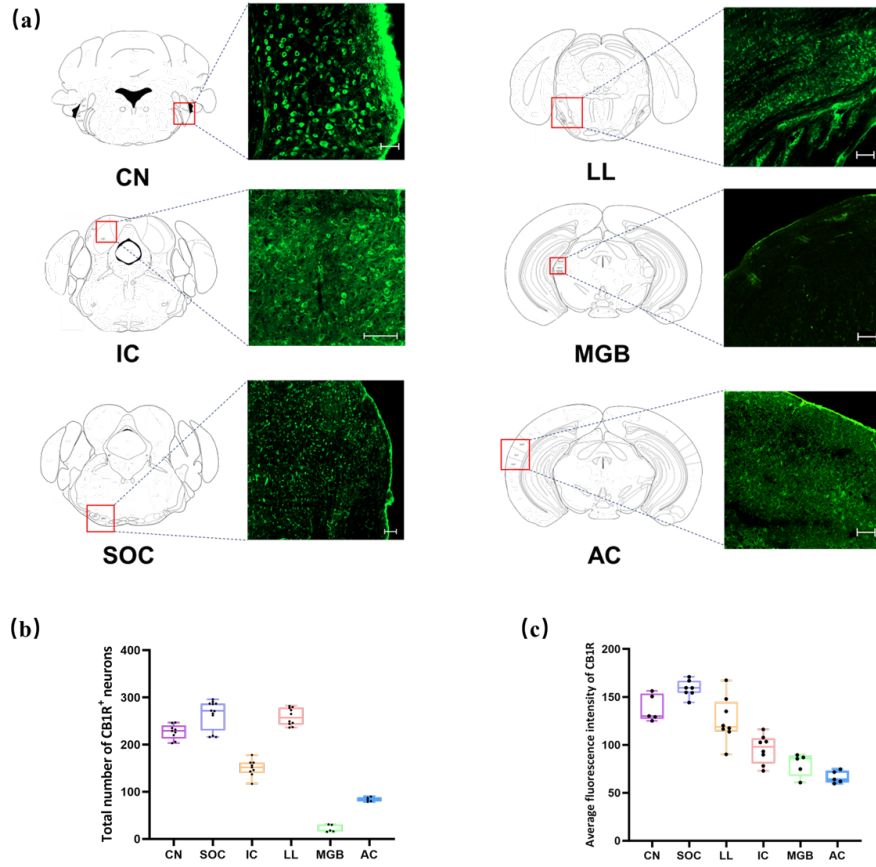 (a)
CN
LL
IC
MGB
SOC
AC
(b)
Total number of CB1R+ neurons
400
300
200
100
0
CN SOC IC LL MGB AC
(c)
Average fluorescence intensity of CB1R
200
150
100
50
0
CN SOC LL IC MGB AC